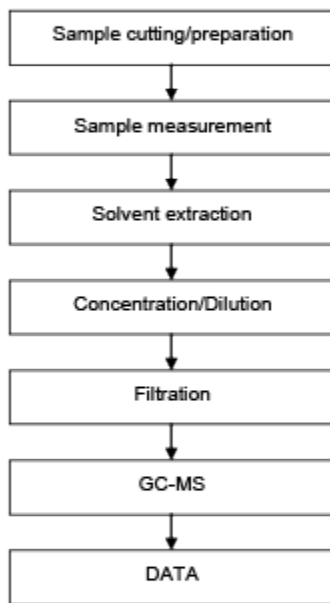 Sample cutting/preparation
Sample measurement
Solvent extraction
Concentration/Dilution
Filtration
GC-MS
DATA